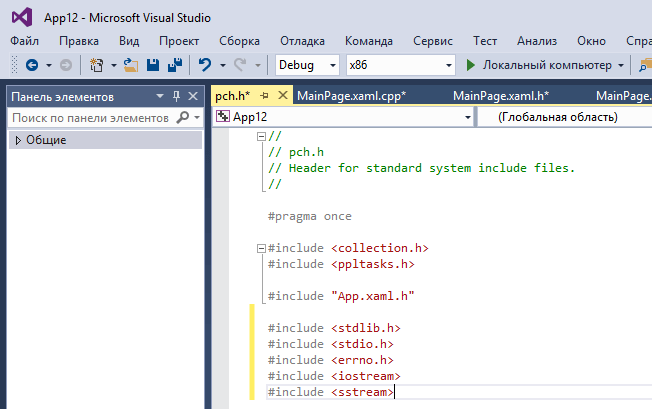 App12 - Microsoft Visual Studio
Файл Правка Вид Проект Сборка Отладка Команда Сервис Тест Анализ Окно Спра
Debug x86 Локальный компьютер
Панель элементов
pch.h* MainPage.xaml.cpp* MainPage.xaml.h* MainPage.
Поиск по панели элементов
App12 (Глобальная область)
Общие
//
// pch.h
// Header for standard system include files.
//
#pragma once
#include <collection.h>
#include <ppltasks.h>
#include "App.xaml.h"
#include <stdlib.h>
#include <stdio.h>
#include <errno.h>
#include <iostream>
#include <sstream>